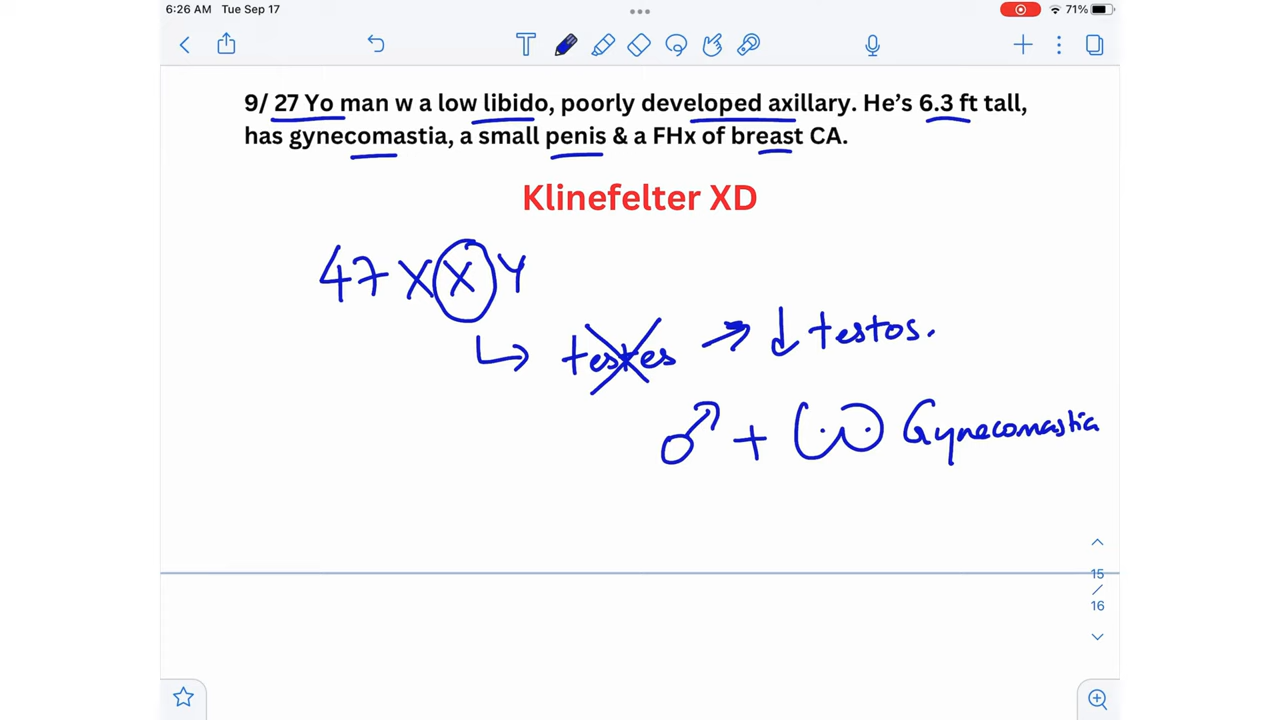 6:26 AM Tue Sep 17
71%
T
9/ 27 Yo man w a low libido, poorly developed axillary. He's 6.3 ft tall,
has gynecomastia, a small penis & a FHx of breast CA.
Klinefelter XD
47 XXY
testes → ↓ testos.
♂ + Gynecomastia
15
/
16